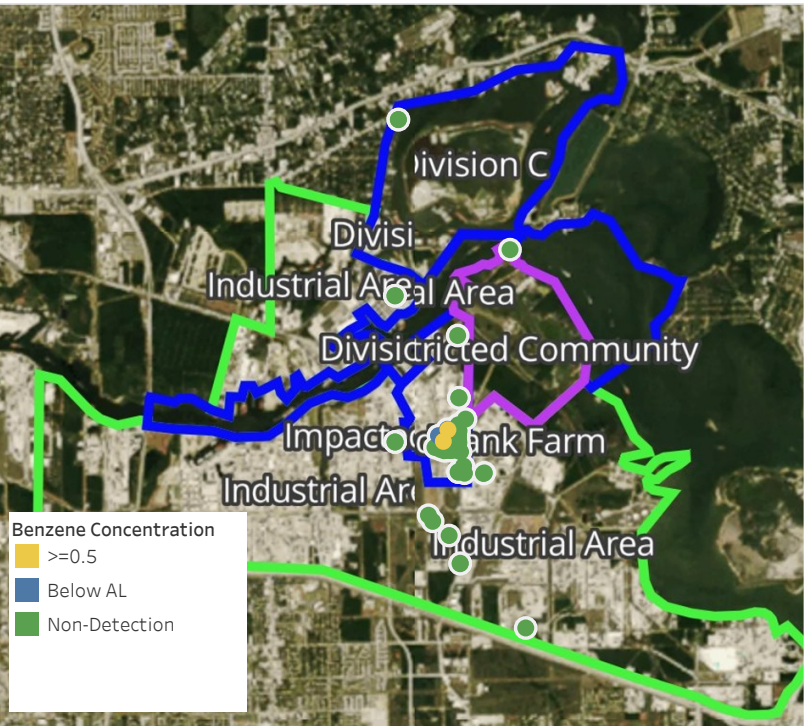 Division C
Divisi
Industrial Area
al Area
Divisi
tricted Community
Impact
ank Farm
Industrial Are
Industrial Area
Benzene Concentration
>=0.5
Below AL
Non-Detection